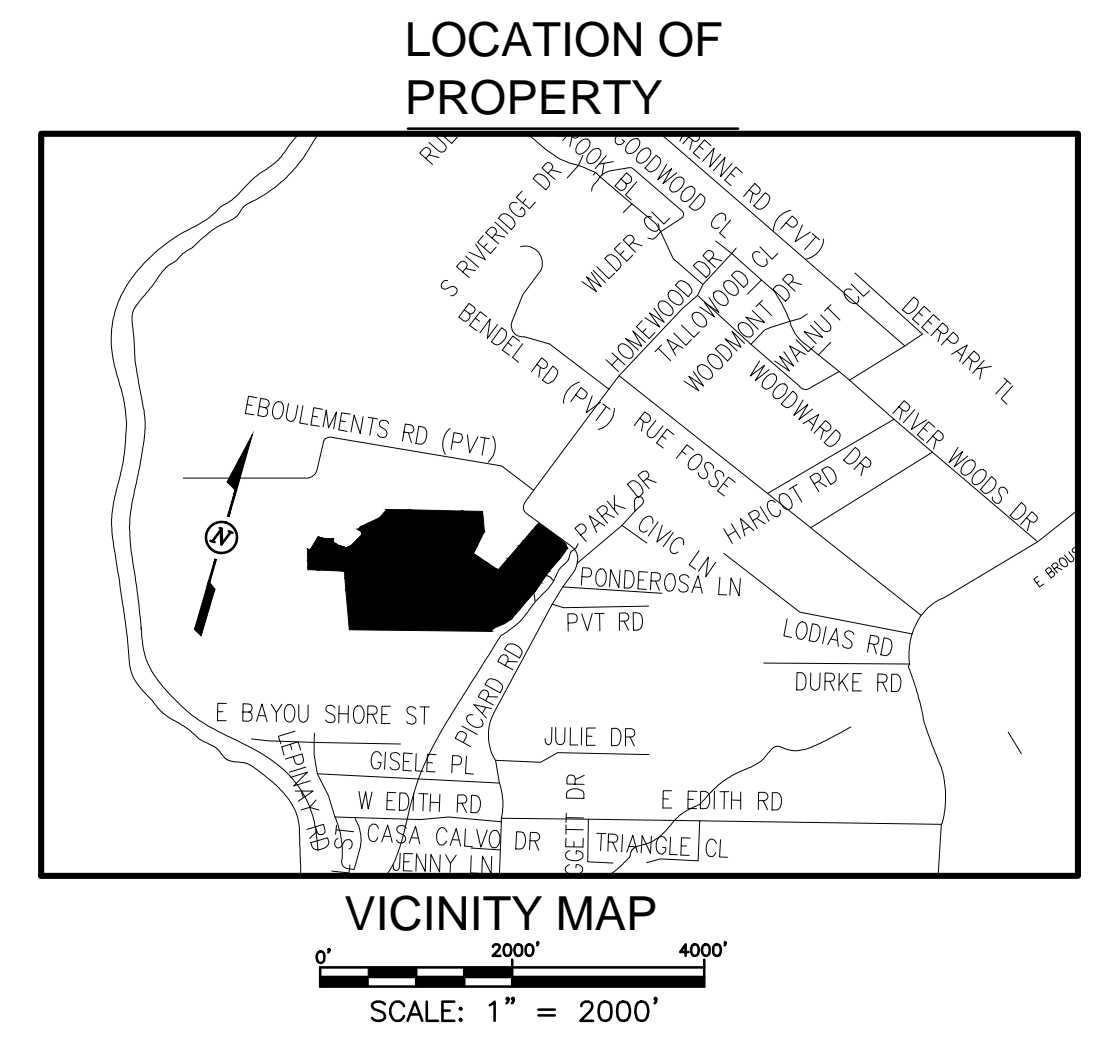 LOCATION OF
PROPERTY
GOODWOOD CL
S RIVERIDGE DR
WILDER CL
HOMEWOOD DR
TALLOWOOD CL
WOODMONT DR
WALNUT CL
DEERPARK TL
BENDEL RD (PVT)
WOODWARD DR
RIVER WOODS DR
EBOULEMENTS RD (PVT)
RUE FOSSE
HARICOT RD
PARK DR
CIVIC LN
N
PONDEROSA LN
PVT RD
LODIAS RD
DURKE RD
PICARD RD
E BAYOU SHORE ST
LEPINAY RD
JULIE DR
GISELE PL
W EDITH RD
E EDITH RD
CASA CALVO DR
TRIANGLE CL
JENNY LN
VICINITY MAP
0' 2000' 4000'
SCALE: 1" = 2000'